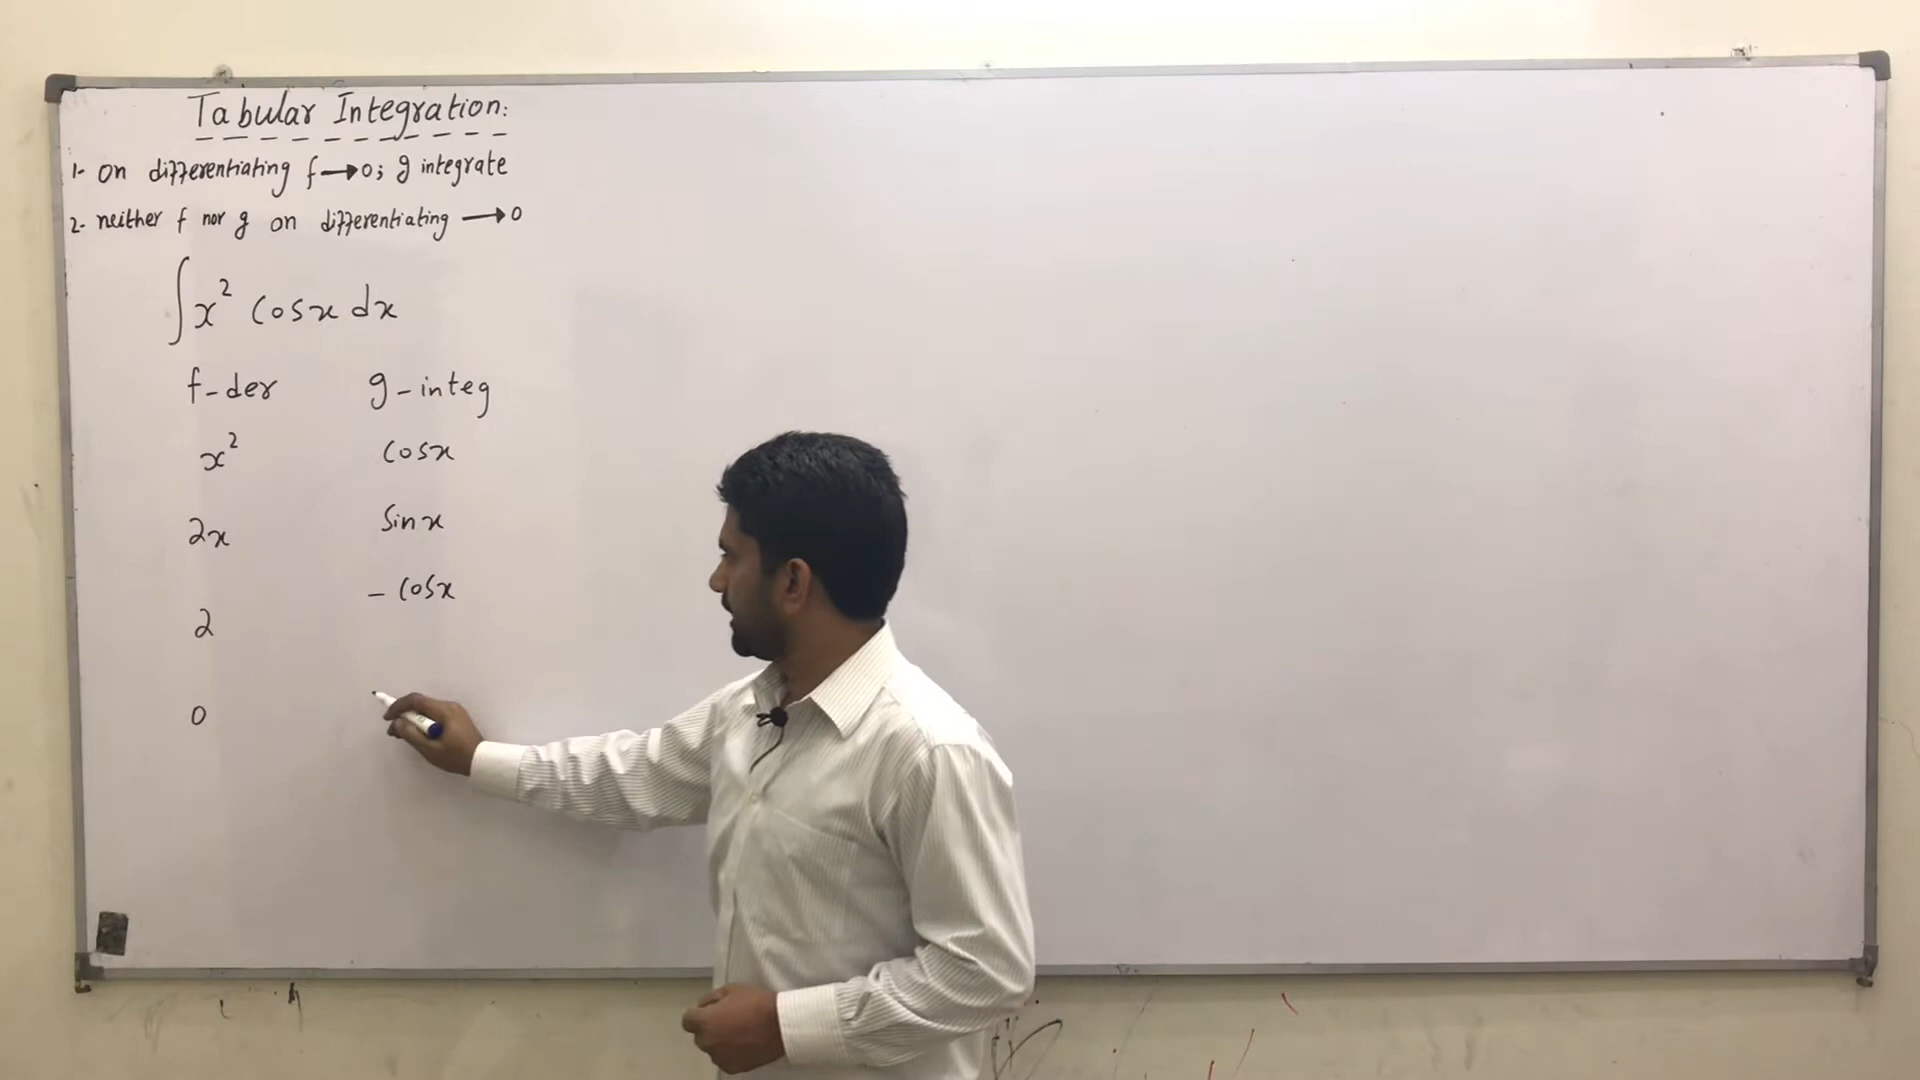 Tabular Integration:
1- on differentiating f→0; g integrate
2- neither f nor g on differentiating →0
∫x² cosx dx
f-der g-integ
x² cosx
2x sinx
2 -cosx
0